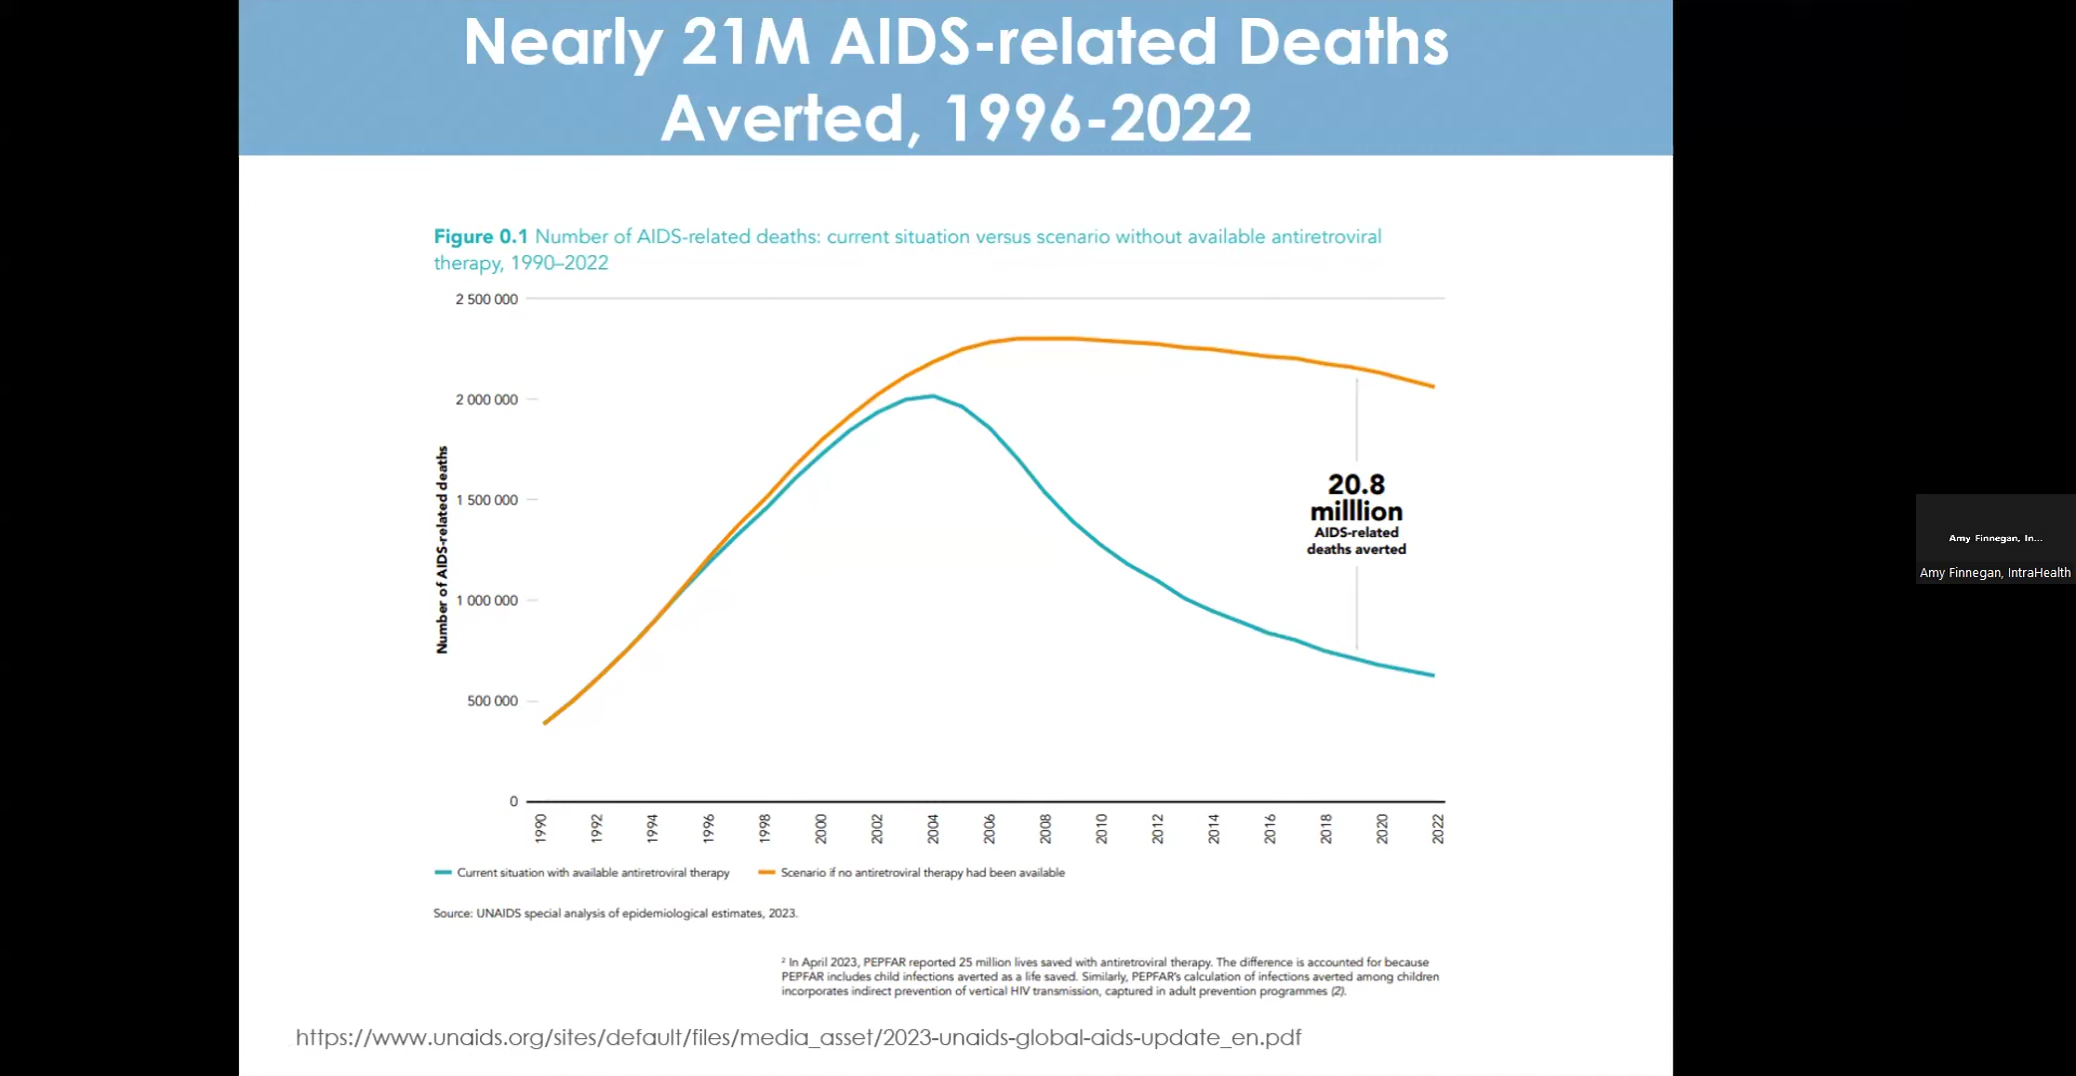 Nearly 21M AIDS-related Deaths
Averted, 1996-2022
Figure 0.1 Number of AIDS-related deaths: current situation versus scenario without available antiretroviral
therapy, 1990–2022
Number of AIDS-related deaths
2 500 000
2 000 000
1 500 000
1 000 000
500 000
0
20.8
milllion
AIDS-related
deaths averted
1990 1992 1994 1996 1998 2000 2002 2004 2006 2008 2010 2012 2014 2016 2018 2020 2022
Current situation with available antiretroviral therapy
Scenario if no antiretroviral therapy had been available
Source: UNAIDS special analysis of epidemiological estimates, 2023.
² In April 2023, PEPFAR reported 25 million lives saved with antiretroviral therapy. The difference is accounted for because
PEPFAR includes child infections averted as a life saved. Similarly, PEPFAR's calculation of infections averted among children
incorporates indirect prevention of vertical HIV transmission, captured in adult prevention programmes (2).
https://www.unaids.org/sites/default/files/media_asset/2023-unaids-global-aids-update_en.pdf
Amy Finnegan, In...
Amy Finnegan, IntraHealth